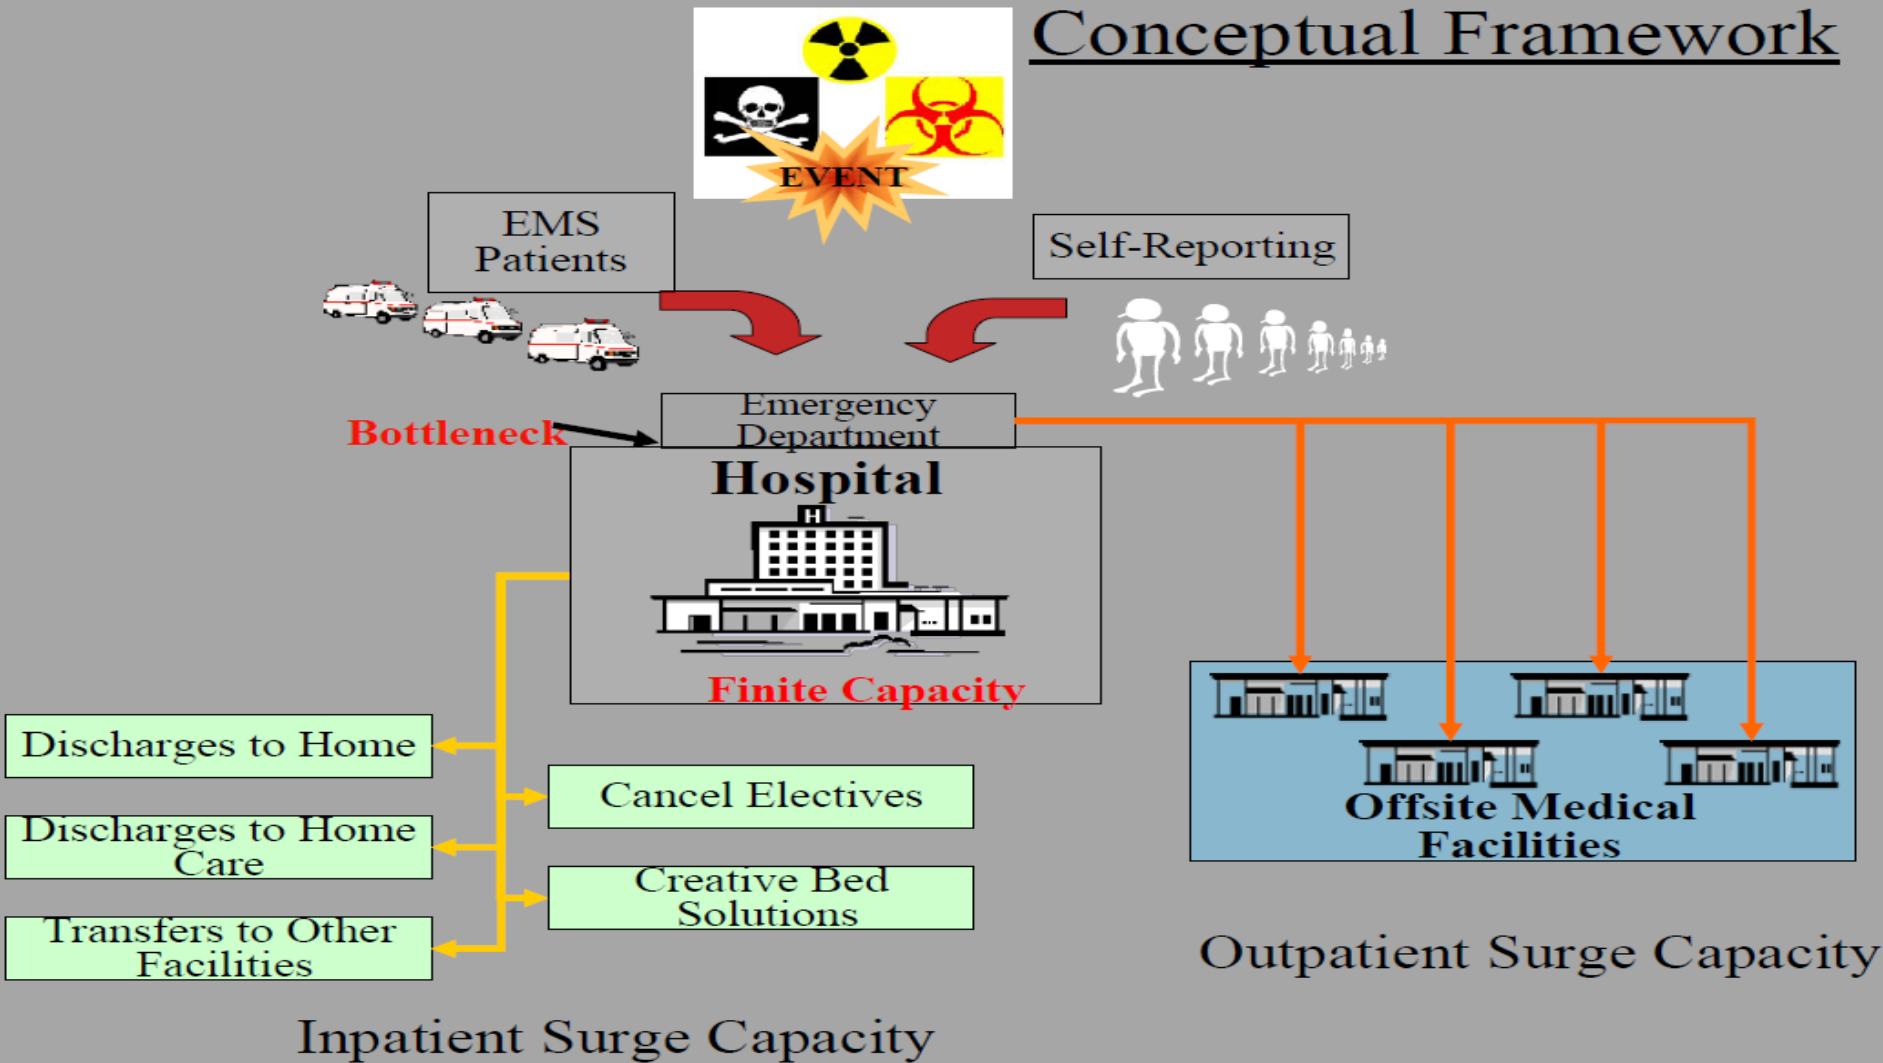 Conceptual Framework
EVENT
EMS
Patients
Self-Reporting
Emergency
Department
Bottleneck
Hospital
H
Finite Capacity
Discharges to Home
Cancel Electives
Discharges to Home
Care
Creative Bed
Solutions
Transfers to Other
Facilities
Offsite Medical
Facilities
Outpatient Surge Capacity
Inpatient Surge Capacity